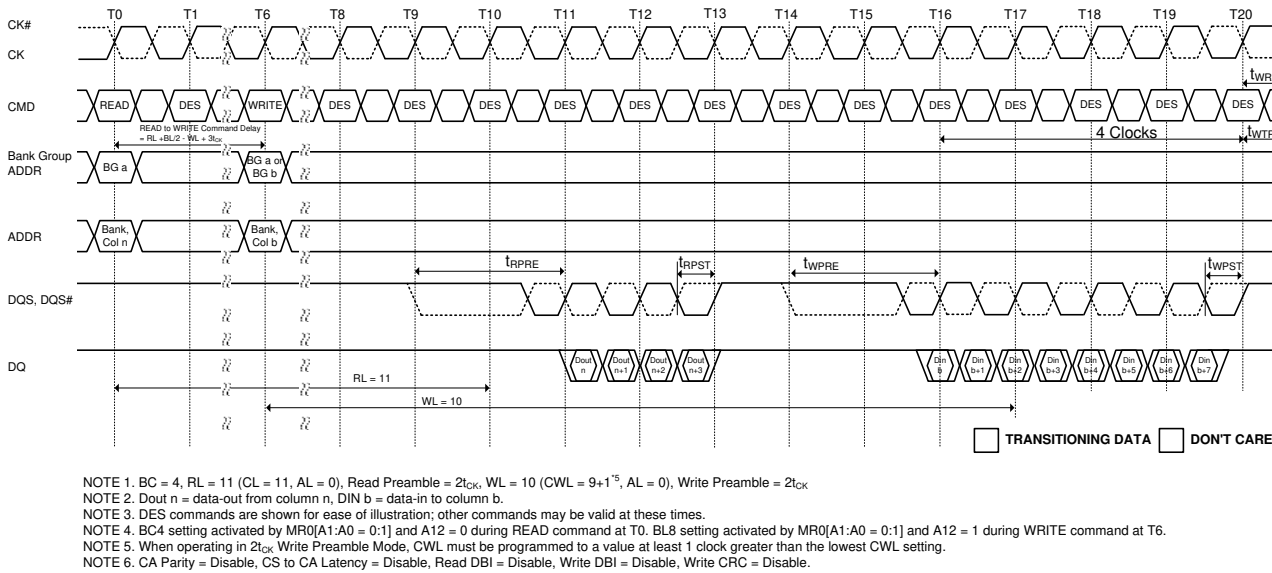 T0 T1 T6 T8 T9 T10 T11 T12 T13 T14 T15 T16 T17 T18 T19 T20
CK#
CK
tWR
CMD READ DES WRITE DES DES DES DES DES DES DES DES DES DES DES DES DES
READ to WRITE Command Delay
= RL +BL/2 - WL + 3tCK
4 Clocks tWTR
Bank Group
ADDR
BG a
BG a or
BG b
ADDR
Bank,
Col n
Bank,
Col b
tRPRE tRPST tWPRE tWPST
DQS, DQS#
DQ
Dout
n
Dout
n+1
Dout
n+2
Dout
n+3
Din
b
Din
b+1
Din
b+2
Din
b+3
Din
b+4
Din
b+5
Din
b+6
Din
b+7
RL = 11
WL = 10
TRANSITIONING DATA DON'T CARE
NOTE 1. BC = 4, RL = 11 (CL = 11, AL = 0), Read Preamble = 2tCK, WL = 10 (CWL = 9+1*5, AL = 0), Write Preamble = 2tCK
NOTE 2. Dout n = data-out from column n, DIN b = data-in to column b.
NOTE 3. DES commands are shown for ease of illustration; other commands may be valid at these times.
NOTE 4. BC4 setting activated by MR0[A1:A0 = 0:1] and A12 = 0 during READ command at T0. BL8 setting activated by MR0[A1:A0 = 0:1] and A12 = 1 during WRITE command at T6.
NOTE 5. When operating in 2tCK Write Preamble Mode, CWL must be programmed to a value at least 1 clock greater than the lowest CWL setting.
NOTE 6. CA Parity = Disable, CS to CA Latency = Disable, Read DBI = Disable, Write DBI = Disable, Write CRC = Disable.